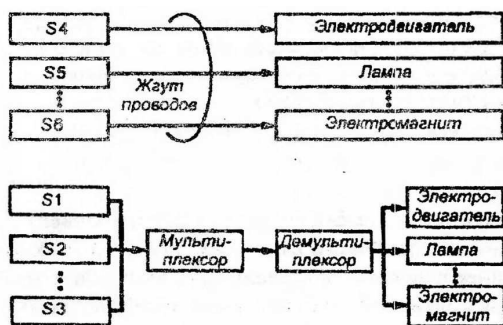 S4
Электродвигатель
S5
Лампа
Жгут
проводов
S6
Электромагнит
S1
Электро-
двигатель
S2
Мульти-
плексор
Демульти-
плексор
Лампа
S3
Электро-
магнит